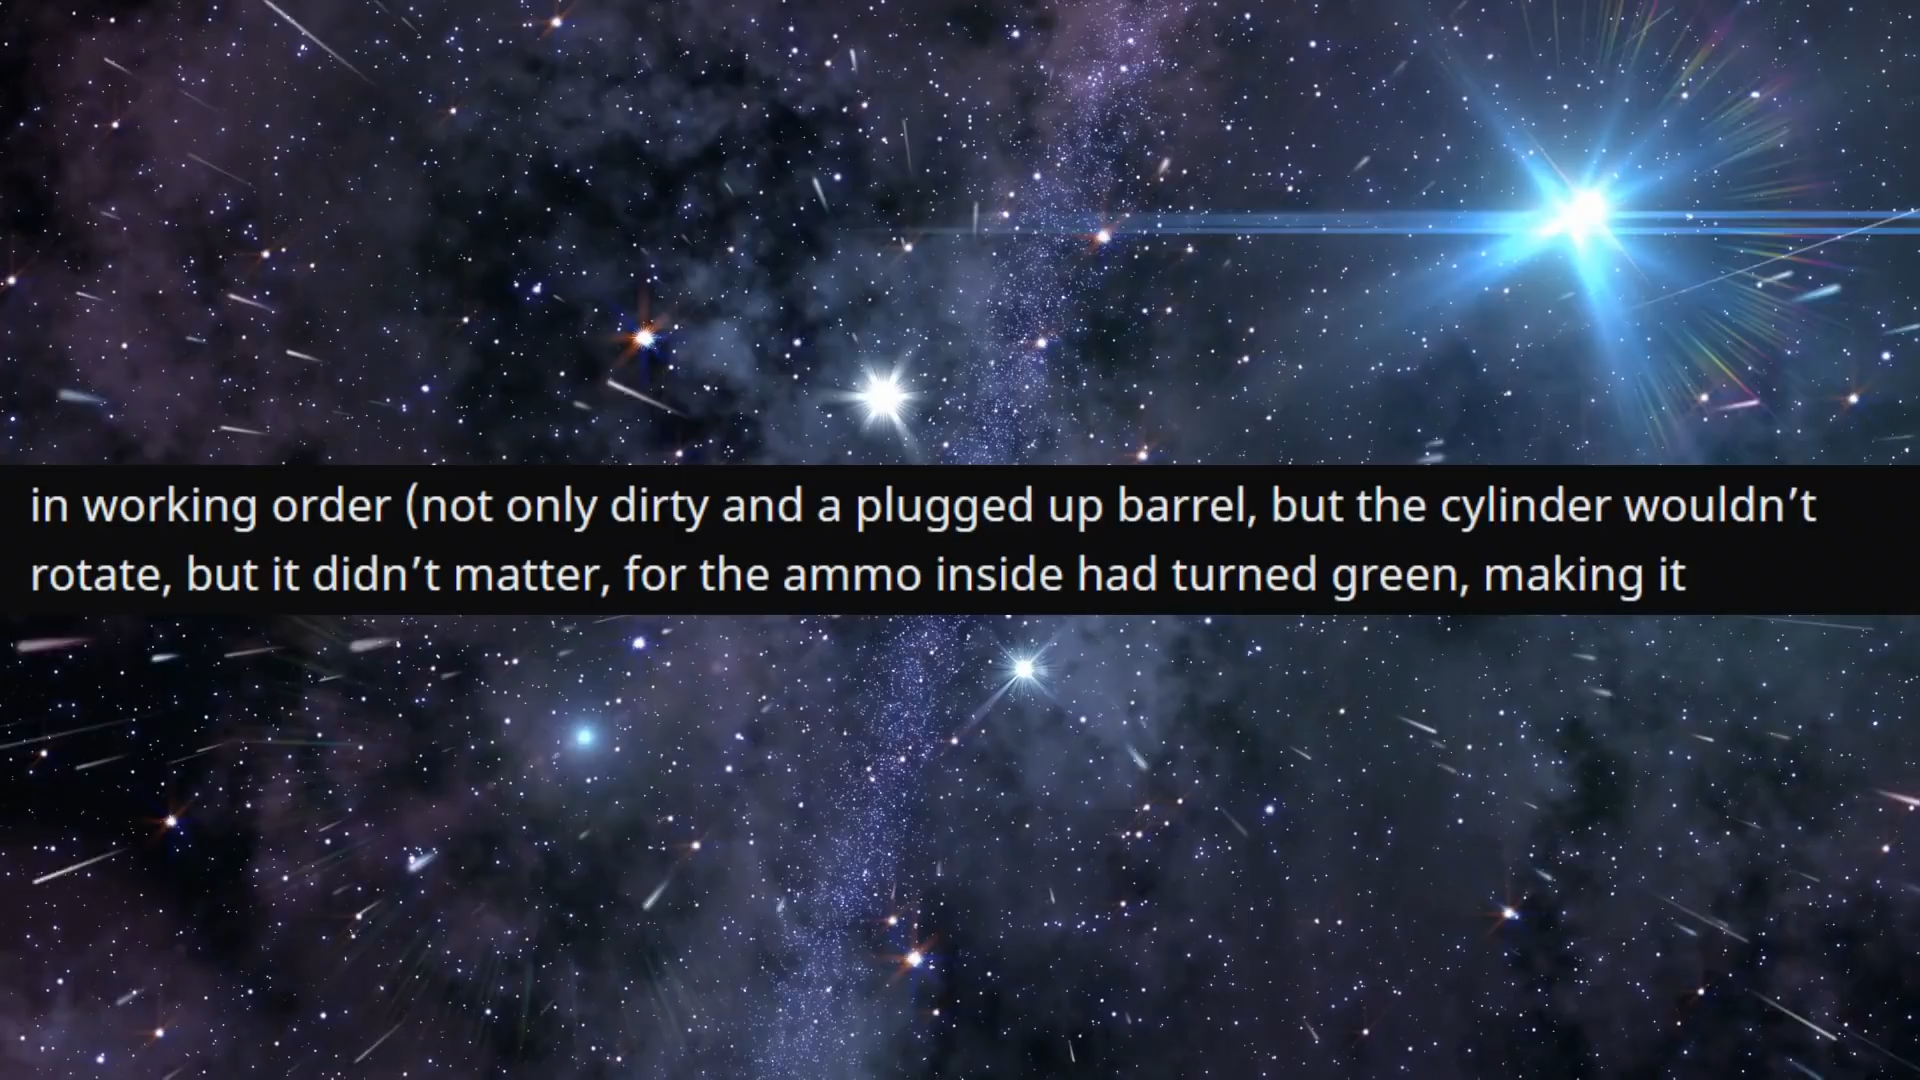 in working order (not only dirty and a plugged up barrel, but the cylinder wouldn’t
rotate, but it didn’t matter, for the ammo inside had turned green, making it